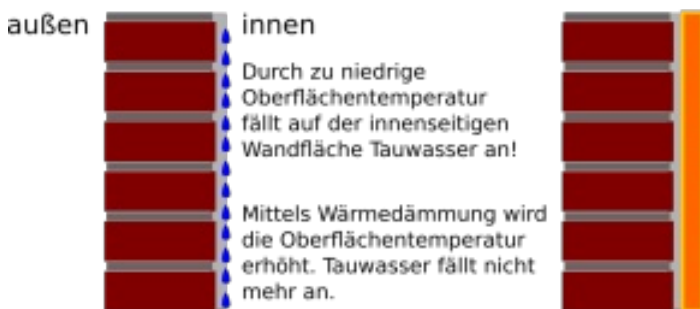 außen
innen
Durch zu niedrige
Oberflächentemperatur
fällt auf der innenseitigen
Wandfläche Tauwasser an!
Mittels Wärmedämmung wird
die Oberflächentemperatur
erhöht. Tauwasser fällt nicht
mehr an.